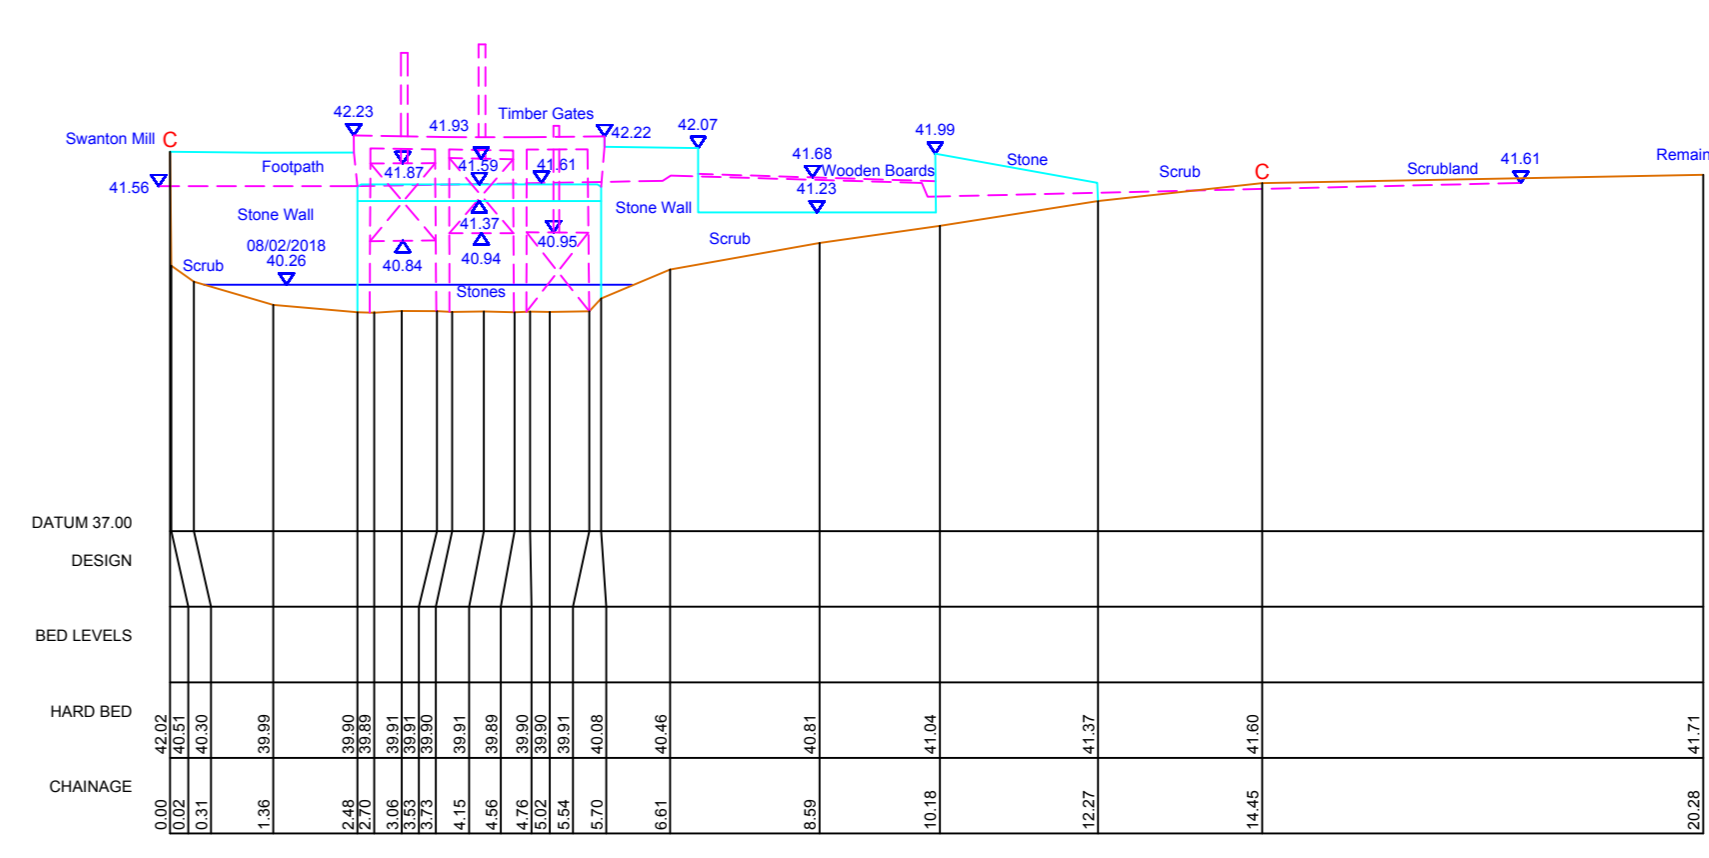 42.23
Timber Gates
41.93
42.22
42.07
41.99
Swanton Mill C
Footpath
41.87
41.59
41.61
41.68
Wooden Boards
Stone
Scrub
C
Scrubland
41.61
Remain
41.56
41.23
Stone Wall
Stone Wall
41.37
40.95
Scrub
08/02/2018
40.26
Scrub
40.84
40.94
Stones
DATUM 37.00
DESIGN
BED LEVELS
HARD BED
42.02 40.51 40.30 39.99 39.90 39.89 39.91 39.91 39.90 39.91 39.89 39.90 39.90 39.91 40.08 40.46 40.81 41.04 41.37 41.60 41.71
CHAINAGE
0.00 0.02 0.31 1.36 2.48 2.70 3.06 3.53 3.73 4.15 4.56 4.76 5.02 5.54 5.70 6.61 8.59 10.18 12.27 14.45 20.28